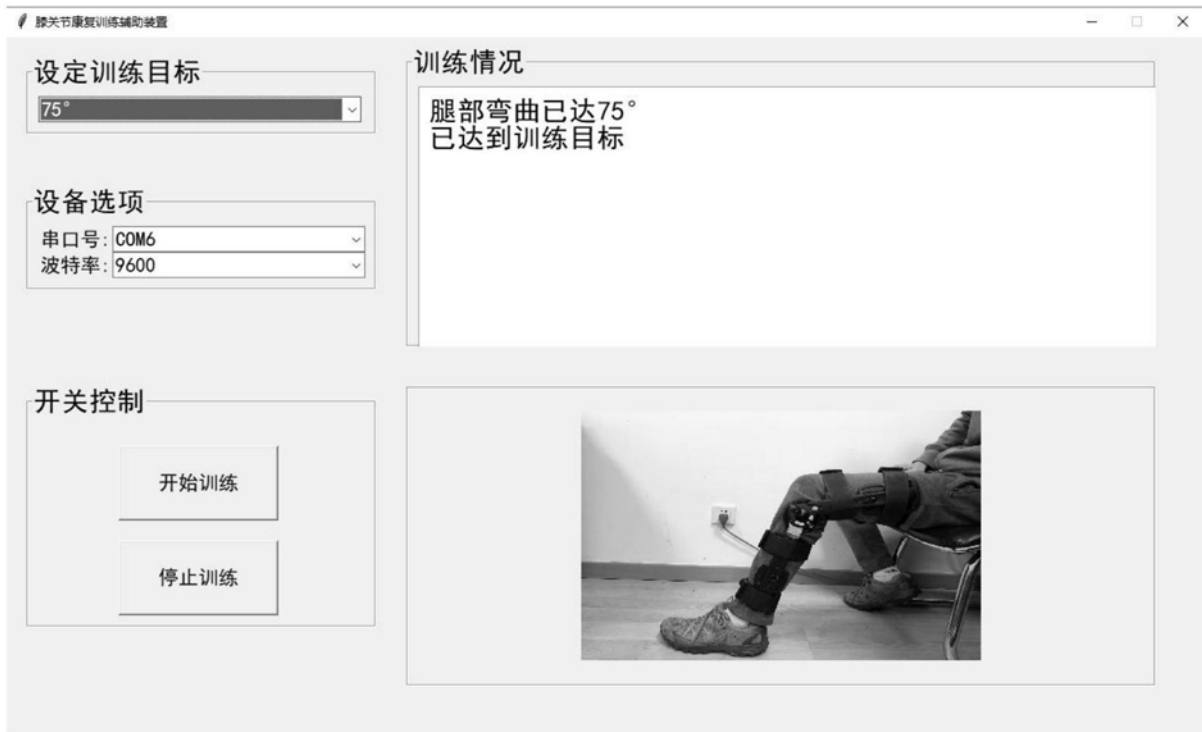 膝关节康复训练辅助装置
设定训练目标
75°
设备选项
串口号：COM6
波特率：9600
开关控制
开始训练
停止训练
训练情况
腿部弯曲已达75°
已达到训练目标